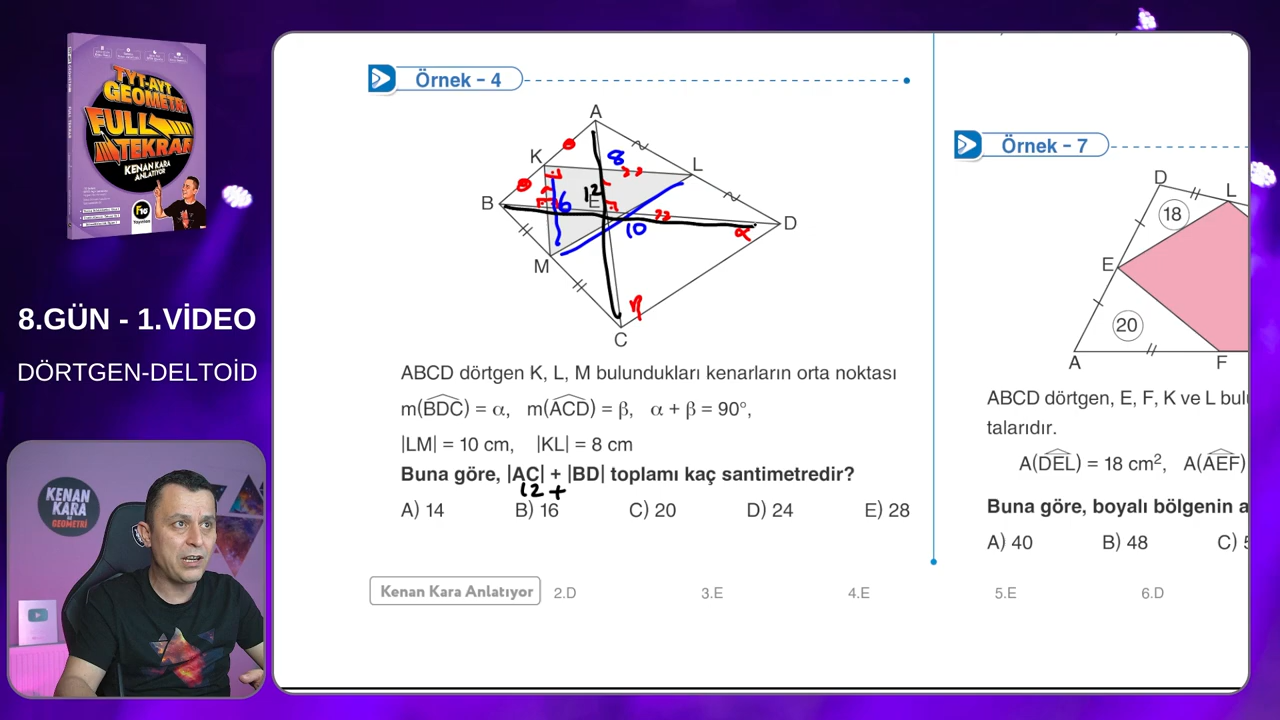 TYT-AYT
GEOMETRİ
FULL
TEKRAR
KENAN KARA
ANLATIYOR
8.GÜN - 1.VİDEO
DÖRTGEN-DELTOİD
KENAN
KARA
ile
GEOMETRİ
Örnek - 4
A
K
8
L
B
6
12
E
10
α
D
M
β
C
ABCD dörtgen K, L, M bulundukları kenarların orta noktası
m(BDC) = α, m(ACD) = β, α + β = 90°,
|LM| = 10 cm, |KL| = 8 cm
Buna göre, |AC| + |BD| toplamı kaç santimetredir?
12 +
A) 14 B) 16 C) 20 D) 24 E) 28
Kenan Kara Anlatıyor 2.D 3.E 4.E 5.E 6.D
Örnek - 7
D
L
18
E
20
A
F
ABCD dörtgen, E, F, K ve L bulu
talarıdır.
A(DEL) = 18 cm², A(AEF)
Buna göre, boyalı bölgenin a
A) 40 B) 48 C) 5